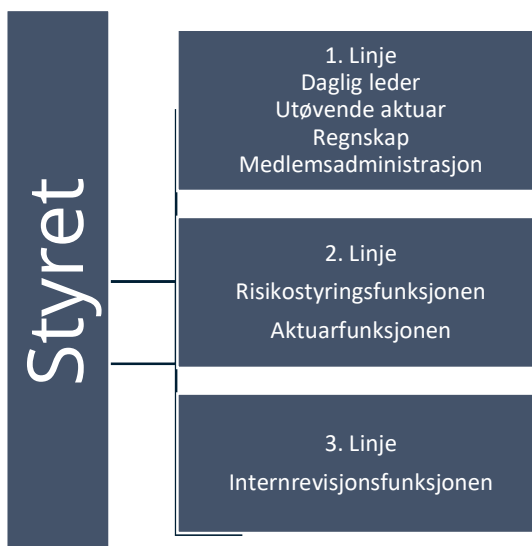 Styret
1. Linje
Daglig leder
Utøvende aktuar
Regnskap
Medlemsadministrasjon
2. Linje
Risikostyringsfunksjonen
Aktuarfunksjonen
3. Linje
Internrevisjonsfunksjonen